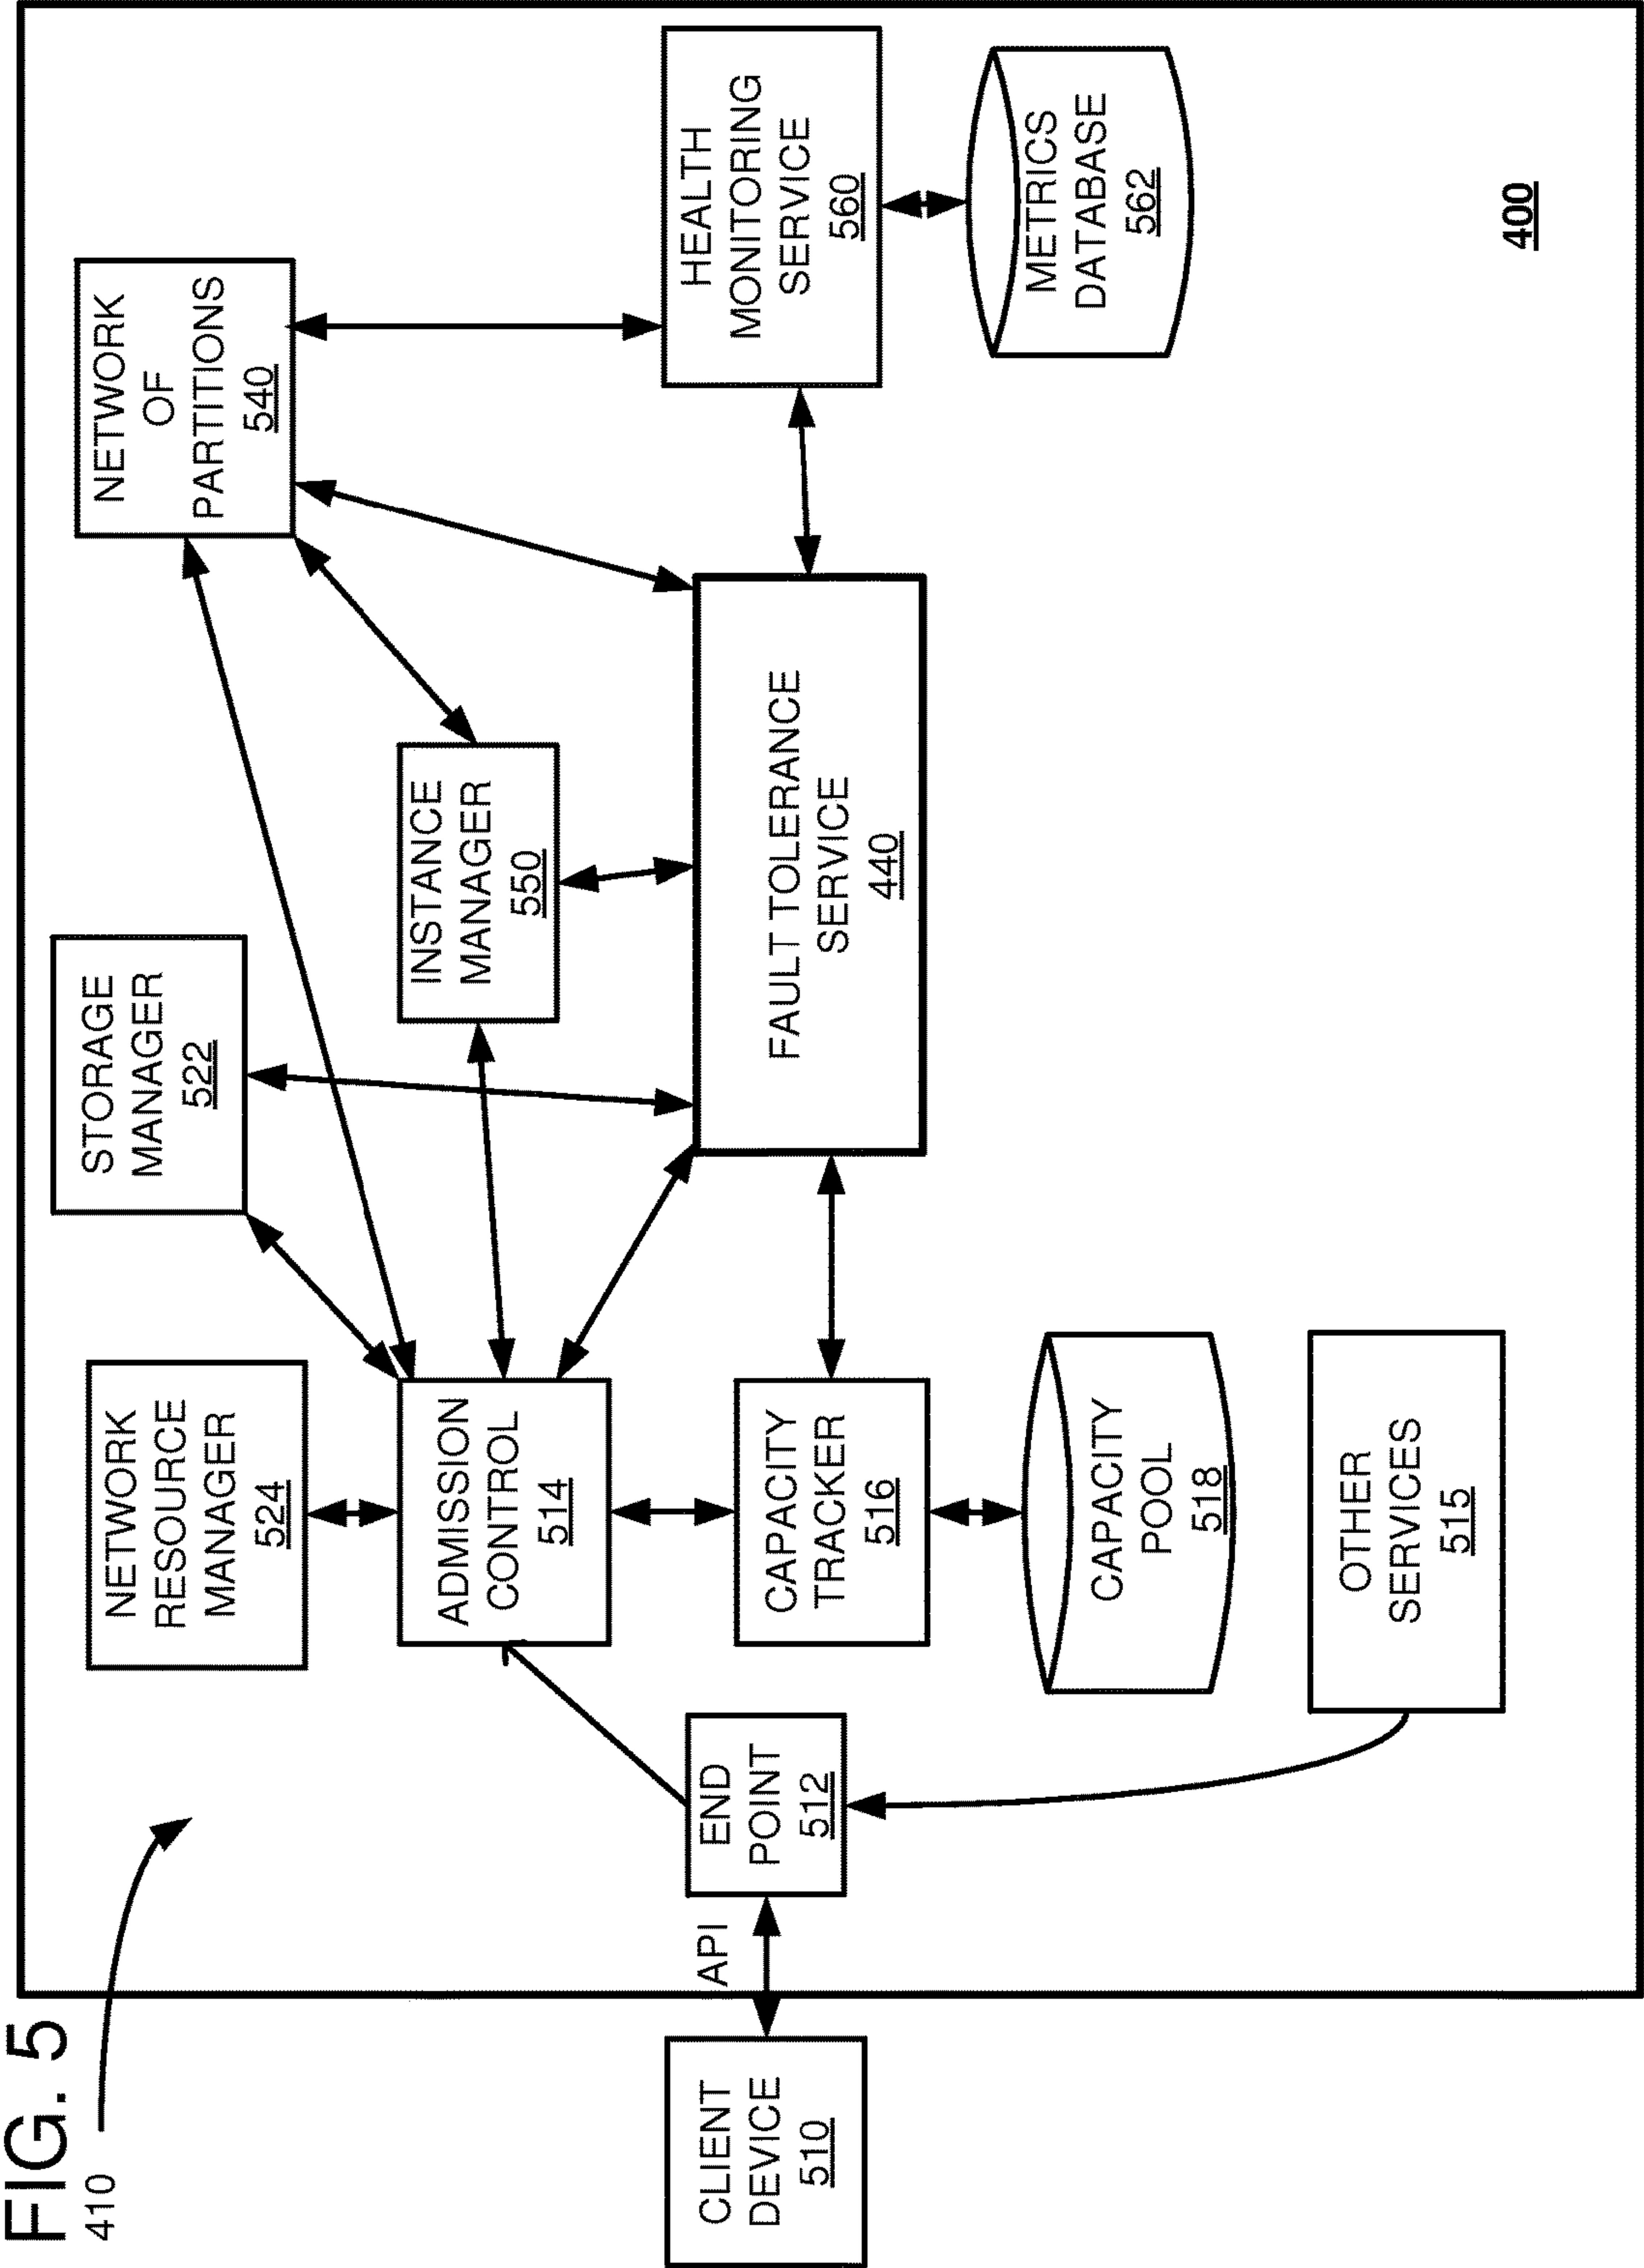 FIG. 5
410
NETWORK
RESOURCE
MANAGER
524
STORAGE
MANAGER
522
NETWORK
OF
PARTITIONS
540
ADMISSION
CONTROL
514
INSTANCE
MANAGER
550
CLIENT
DEVICE
510
API
END
POINT
512
CAPACITY
TRACKER
516
FAULT TOLERANCE
SERVICE
440
HEALTH
MONITORING
SERVICE
560
CAPACITY
POOL
518
METRICS
DATABASE
562
OTHER
SERVICES
515
400